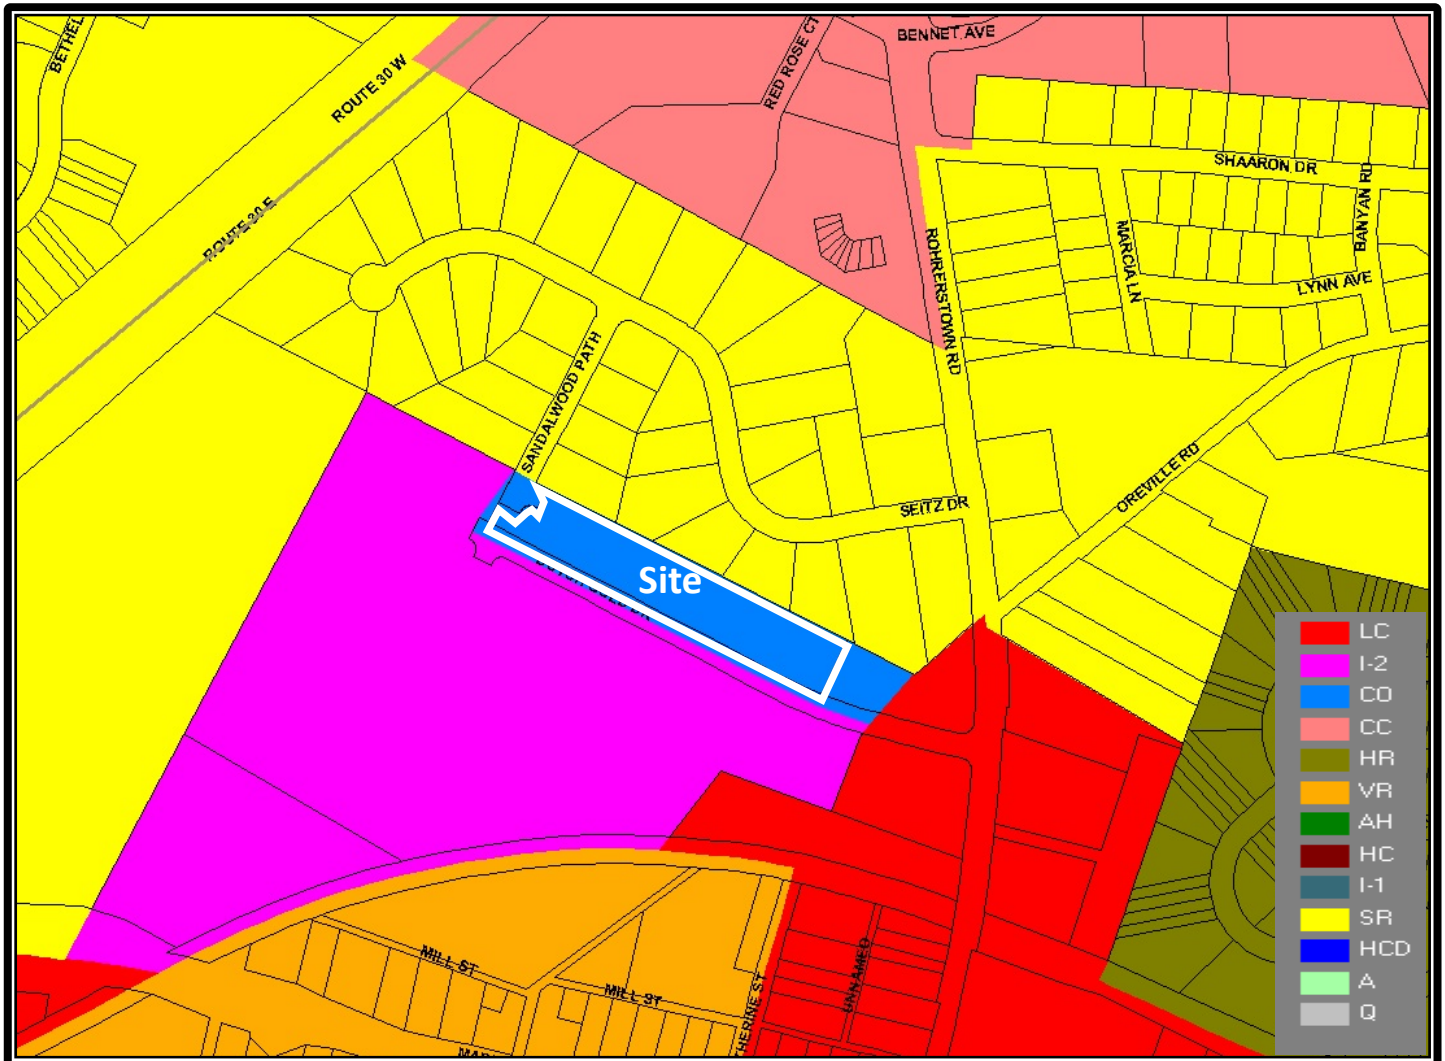 BETHEL
ROUTE 30 W
ROUTE 30 E
RED ROSE CT
BENNET AVE
SHAARON DR
BANYAN RD
MARCIA LN
LYNN AVE
ROHRERSTOWN RD
SANDALWOOD PATH
OREVILLE RD
SEITZ DR
Site
LC
I-2
CO
CC
HR
VR
AH
HC
I-1
SR
HCD
A
Q
MILL ST
MILL ST
UNNAMED
HERINE ST